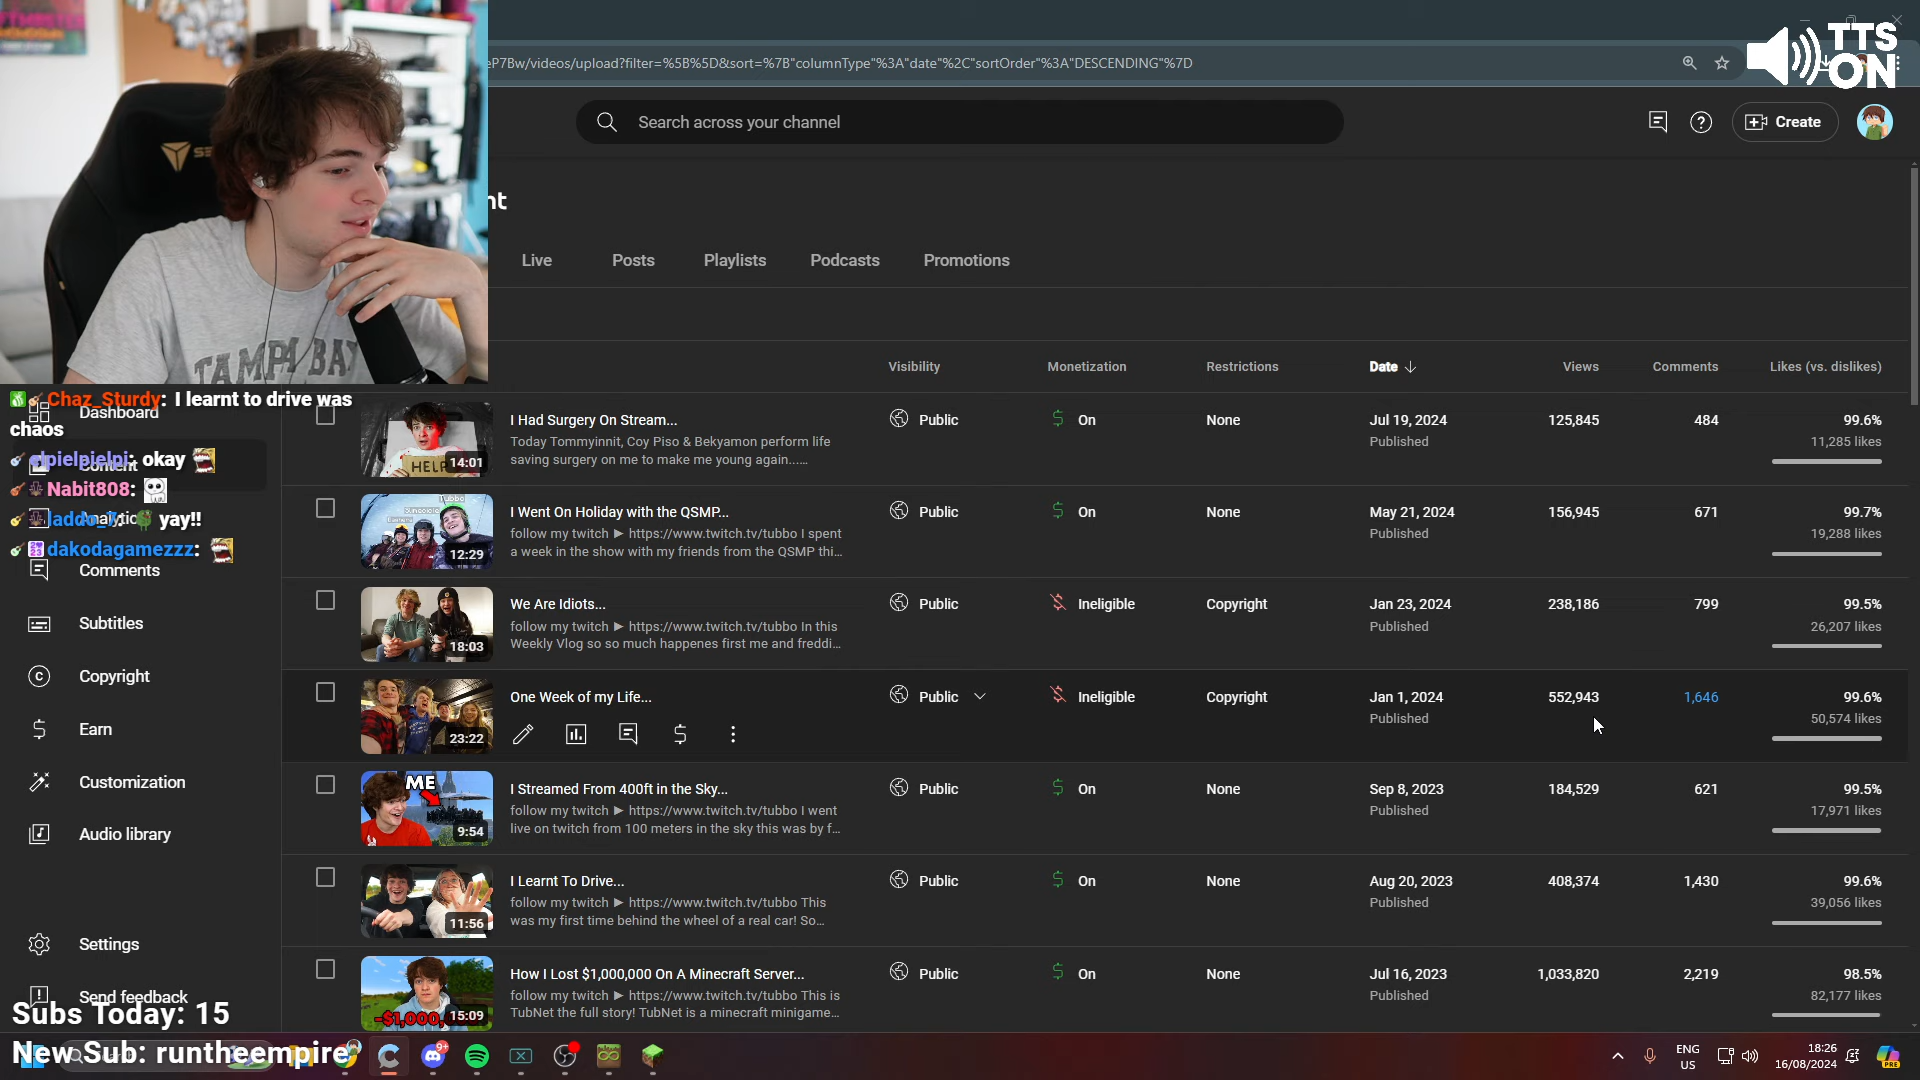 TTS
ON
eP7Bw/videos/upload?filter=%5B%5D&sort=%7B"columnType"%3A"date"%2C"sortOrder"%3A"DESCENDING"%7D
Search across your channel
Create
nt
Live
Posts
Playlists
Podcasts
Promotions
TAMPA BAY
Visibility
Monetization
Restrictions
Date
Views
Comments
Likes (vs. dislikes)
Chaz_Sturdy: I learnt to drive was
chaos
elpielpielpi: okay
Nabit808:
laddo_7: yay!!
dakodagamezzz:
Dashboard
Content
Analytics
Comments
Subtitles
Copyright
Earn
Customization
Audio library
Settings
Send feedback
HELP
14:01
I Had Surgery On Stream...
Today Tommyinnit, Coy Piso & Bekyamon perform life
saving surgery on me to make me young again......
Public
On
None
Jul 19, 2024
Published
125,845
484
99.6%
11,285 likes
Tubbo
12:29
I Went On Holiday with the QSMP...
follow my twitch ► https://www.twitch.tv/tubbo I spent
a week in the show with my friends from the QSMP thi...
Public
On
None
May 21, 2024
Published
156,945
671
99.7%
19,288 likes
18:03
We Are Idiots...
follow my twitch ► https://www.twitch.tv/tubbo In this
Weekly Vlog so so much happenes first me and freddi...
Public
Ineligible
Copyright
Jan 23, 2024
Published
238,186
799
99.5%
26,207 likes
23:22
One Week of my Life...
Public
Ineligible
Copyright
Jan 1, 2024
Published
552,943
1,646
99.6%
50,574 likes
ME
9:54
I Streamed From 400ft in the Sky...
follow my twitch ► https://www.twitch.tv/tubbo I went
live on twitch from 100 meters in the sky this was by f...
Public
On
None
Sep 8, 2023
Published
184,529
621
99.5%
17,971 likes
11:56
I Learnt To Drive...
follow my twitch ► https://www.twitch.tv/tubbo This
was my first time behind the wheel of a real car! So...
Public
On
None
Aug 20, 2023
Published
408,374
1,430
99.6%
39,056 likes
-$1,000,
15:09
How I Lost $1,000,000 On A Minecraft Server...
follow my twitch ► https://www.twitch.tv/tubbo This is
TubNet the full story! TubNet is a minecraft minigame...
Public
On
None
Jul 16, 2023
Published
1,033,820
2,219
98.5%
82,177 likes
Subs Today: 15
New Sub: runtheempire
9+
ENG
US
18:26
16/08/2024
PRE